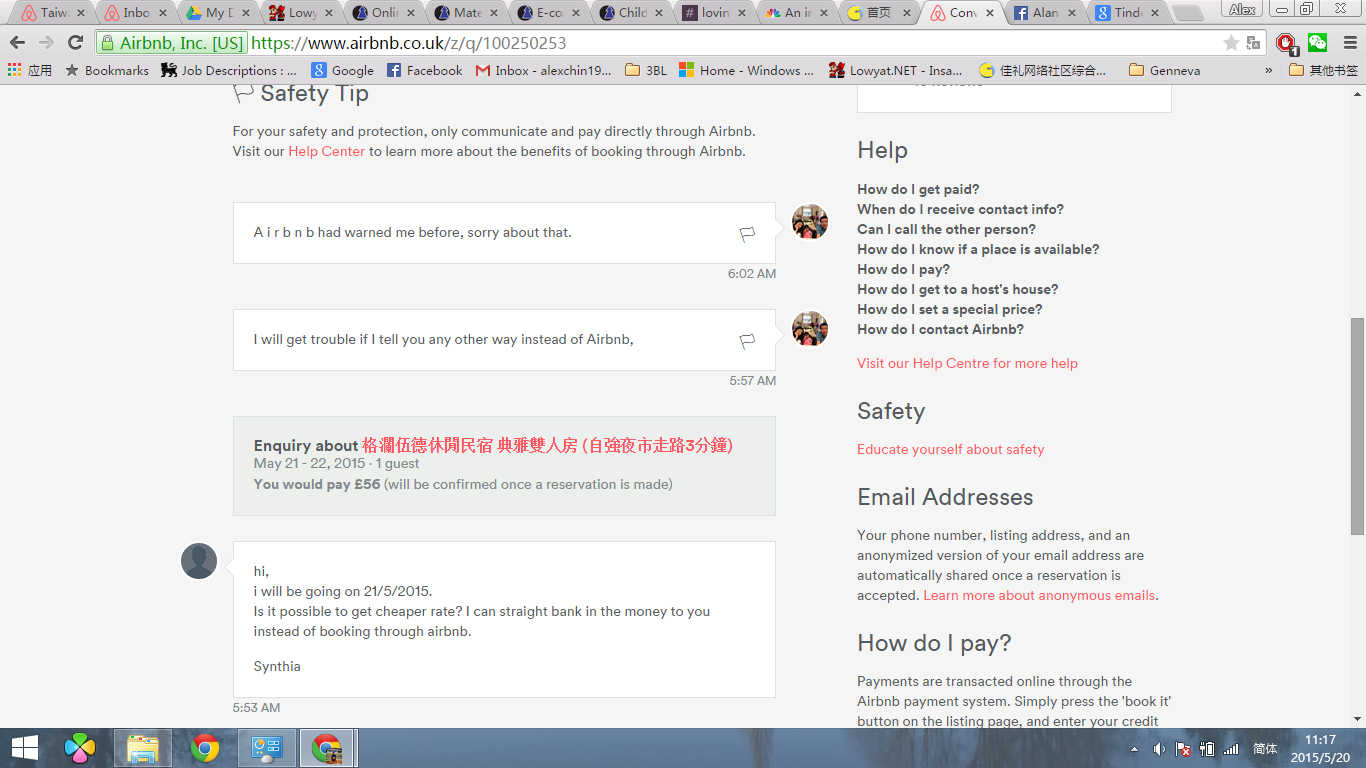 Taiw
Inbo
My D
Lowy
Onlin
Mate
E-co
Child
lovin
An in
首页
Conv
Alan
Tinde
Alex
Airbnb, Inc. [US]
https://www.airbnb.co.uk/z/q/100250253
1
应用
Bookmarks
Job Descriptions : ...
Google
Facebook
Inbox - alexchin19...
3BL
Home - Windows ...
Lowyat.NET - Insa...
佳礼网络社区综合...
Genneva
»
其他书签
Safety Tip
For your safety and protection, only communicate and pay directly through Airbnb.
Visit our Help Center to learn more about the benefits of booking through Airbnb.
A i r b n b had warned me before, sorry about that.
6:02 AM
I will get trouble if I tell you any other way instead of Airbnb,
5:57 AM
Enquiry about 格瀾伍德休閒民宿 典雅雙人房 (自強夜市走路3分鐘)
May 21 - 22, 2015 · 1 guest
You would pay £56 (will be confirmed once a reservation is made)
hi,
i will be going on 21/5/2015.
Is it possible to get cheaper rate? I can straight bank in the money to you
instead of booking through airbnb.
Synthia
5:53 AM
Help
How do I get paid?
When do I receive contact info?
Can I call the other person?
How do I know if a place is available?
How do I pay?
How do I get to a host's house?
How do I set a special price?
How do I contact Airbnb?
Visit our Help Centre for more help
Safety
Educate yourself about safety
Email Addresses
Your phone number, listing address, and an
anonymized version of your email address are
automatically shared once a reservation is
accepted. Learn more about anonymous emails.
How do I pay?
Payments are transacted online through the
Airbnb payment system. Simply press the 'book it'
button on the listing page, and enter your credit
简体
11:17
2015/5/20